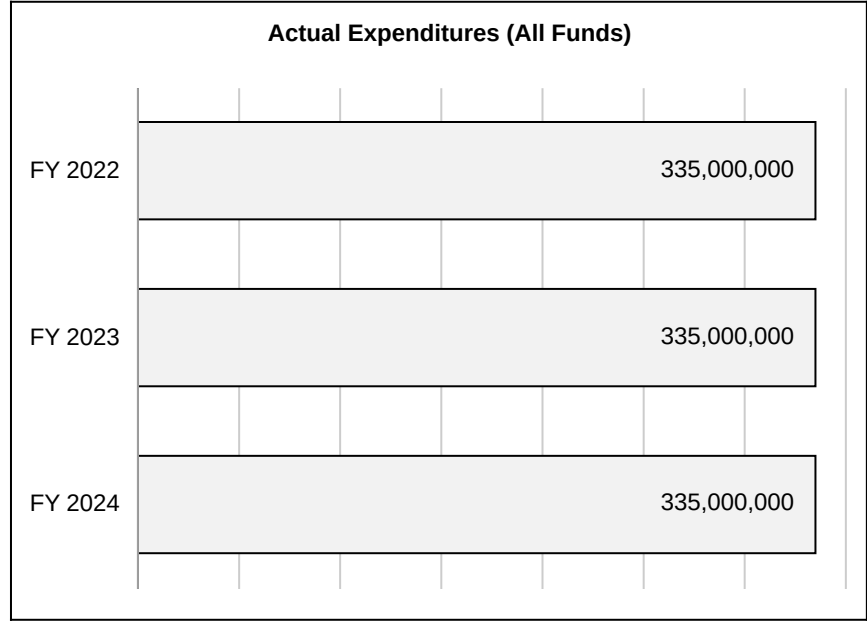 Actual Expenditures (All Funds)
FY 2022 335,000,000
FY 2023 335,000,000
FY 2024 335,000,000